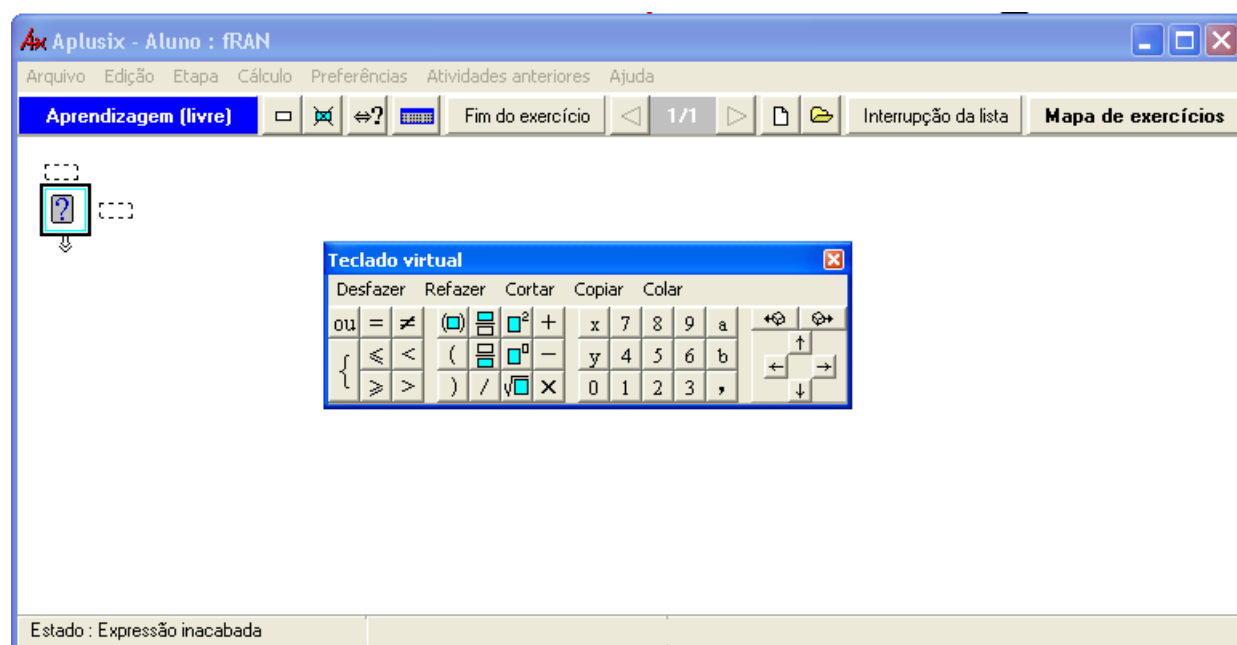 Aplusix - Aluno : fRAN
Arquivo Edição Etapa Cálculo Preferências Atividades anteriores Ajuda
Aprendizagem (livre) ⇔? Fim do exercício 1/1 Interrupção da lista Mapa de exercícios
?
Teclado virtual
Desfazer Refazer Cortar Copiar Colar
ou = ≠ (□) □² + x 7 8 9 a
{ ⩽ < ( □^□ − y 4 5 6 b
⩾ > ) / √□ × 0 1 2 3 ,
Estado : Expressão inacabada